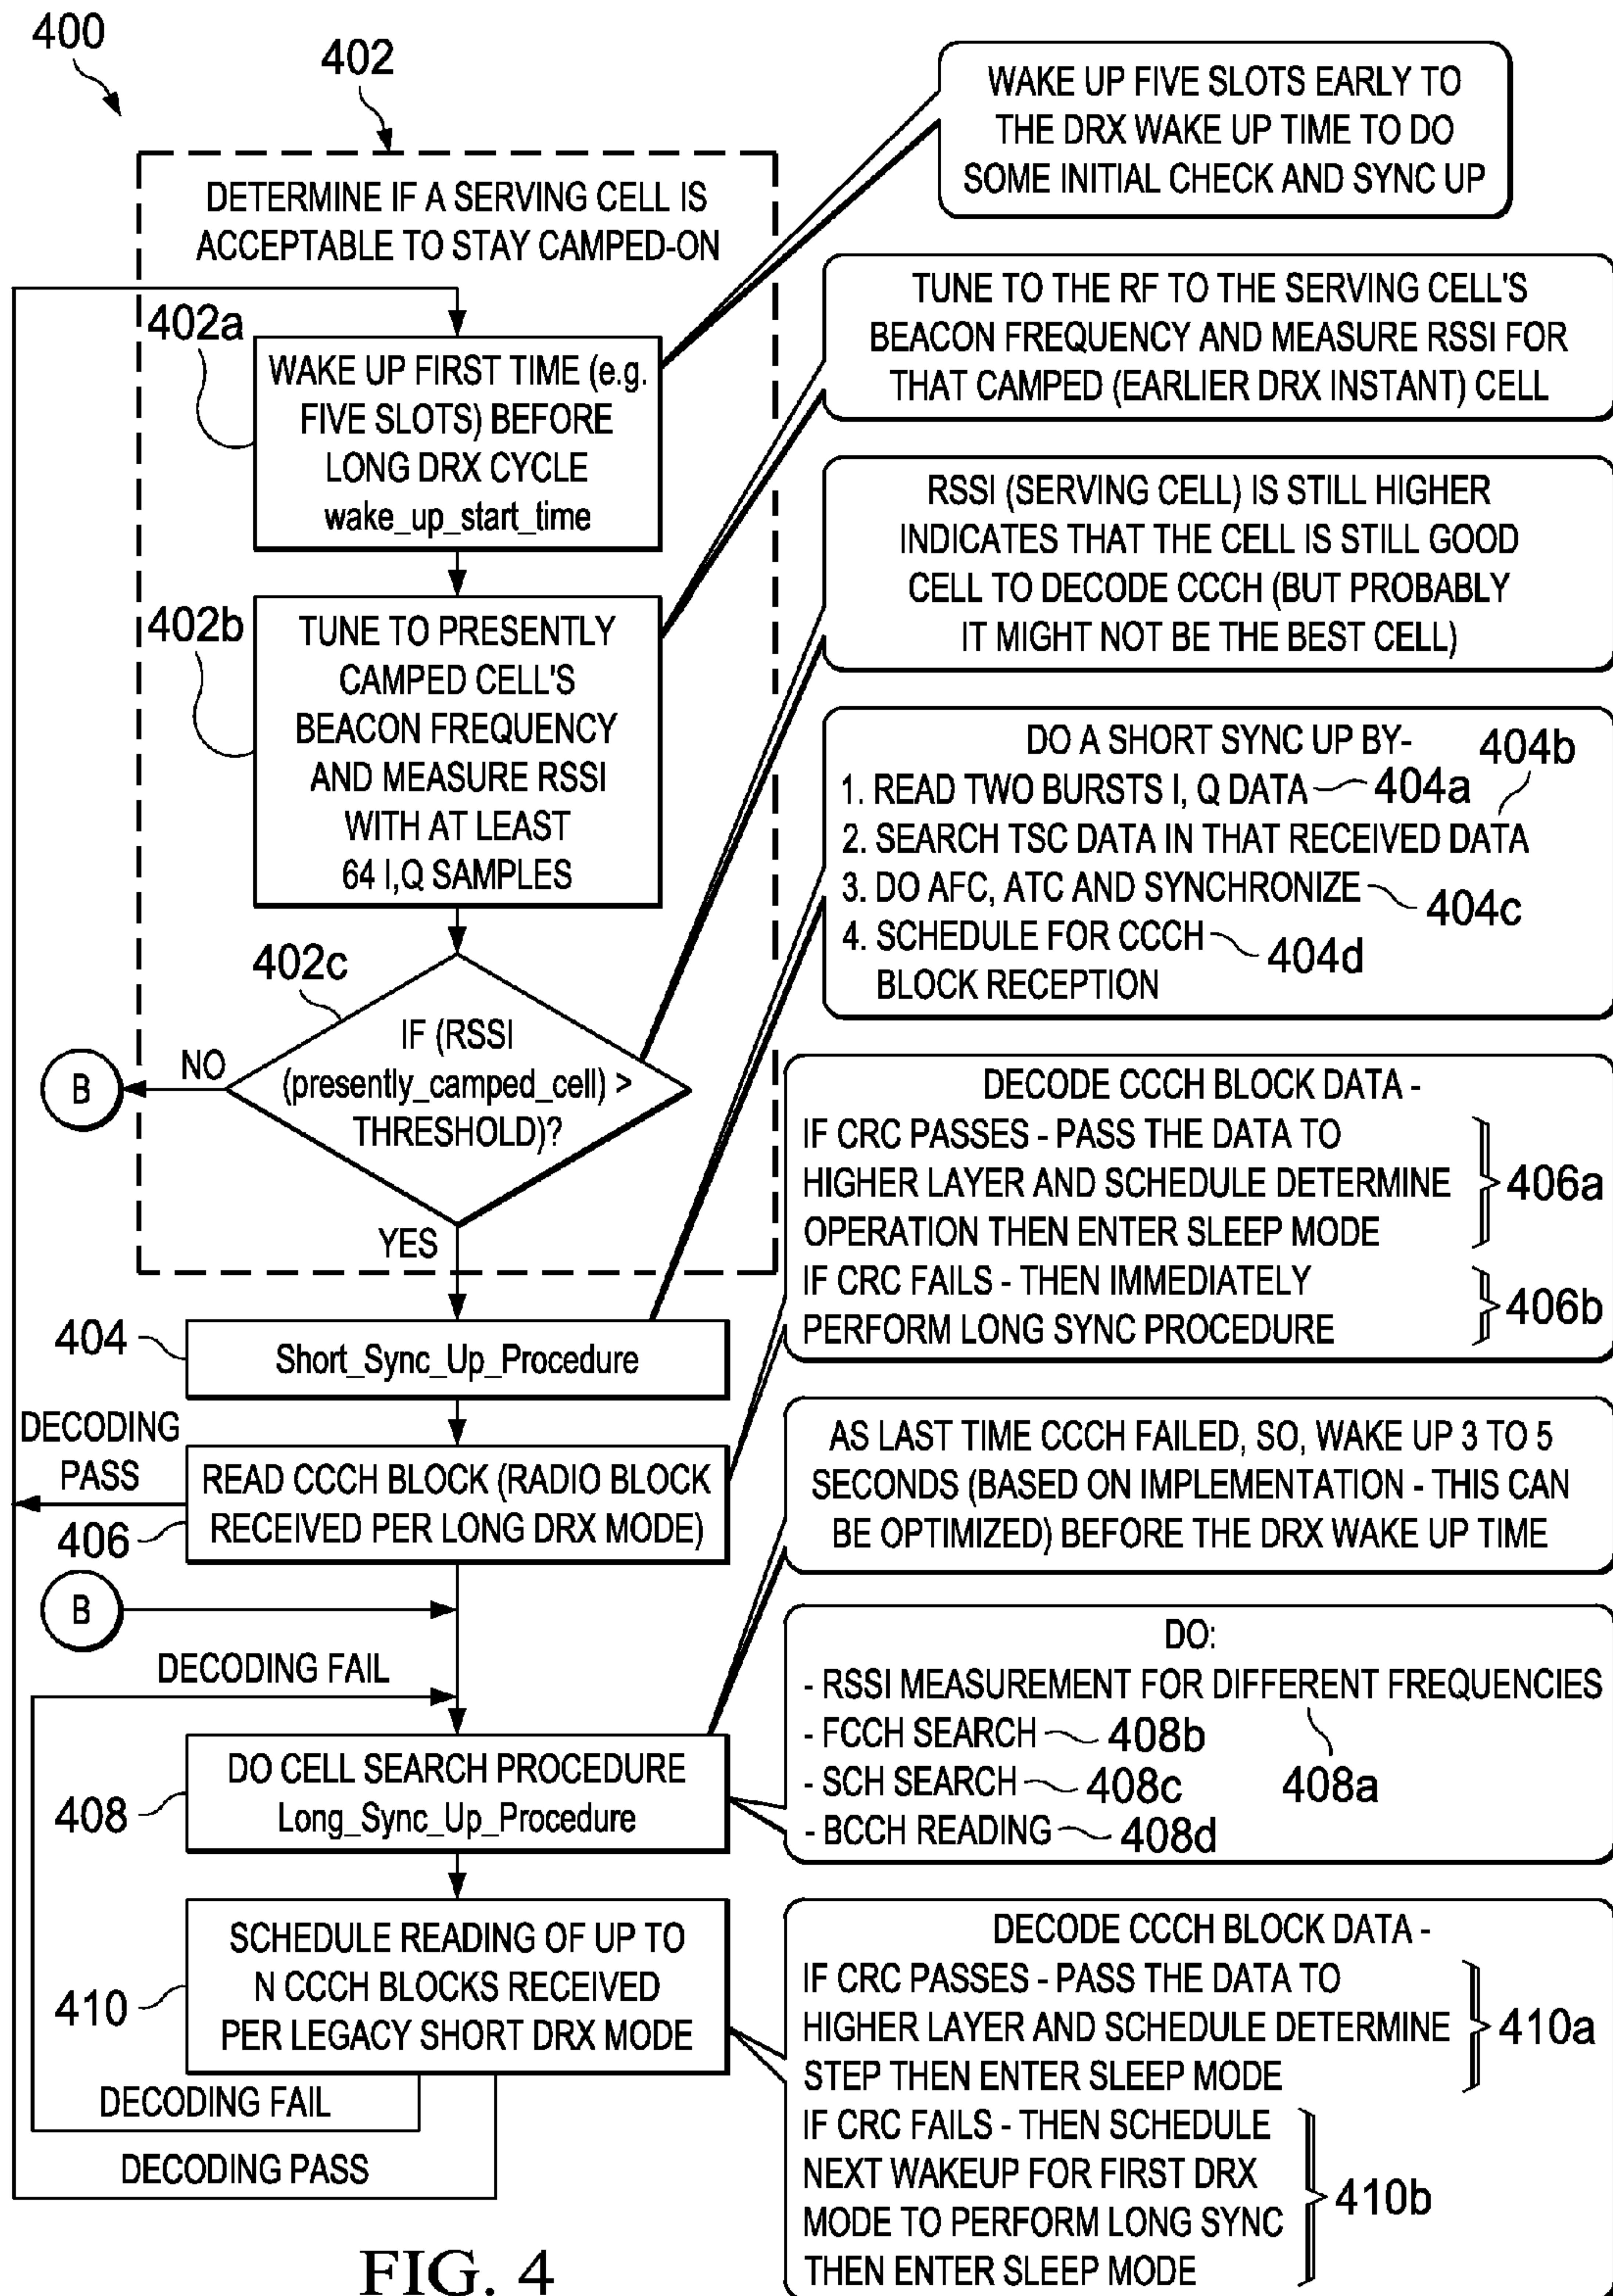 400
402
DETERMINE IF A SERVING CELL IS
ACCEPTABLE TO STAY CAMPED-ON
402a
WAKE UP FIRST TIME (e.g.
FIVE SLOTS) BEFORE
LONG DRX CYCLE
wake_up_start_time
402b
TUNE TO PRESENTLY
CAMPED CELL'S
BEACON FREQUENCY
AND MEASURE RSSI
WITH AT LEAST
64 I,Q SAMPLES
402c
IF (RSSI
(presently_camped_cell) >
THRESHOLD)?
NO
B
YES
404
Short_Sync_Up_Procedure
DECODING
PASS
406
READ CCCH BLOCK (RADIO BLOCK
RECEIVED PER LONG DRX MODE)
B
DECODING FAIL
408
DO CELL SEARCH PROCEDURE
Long_Sync_Up_Procedure
410
SCHEDULE READING OF UP TO
N CCCH BLOCKS RECEIVED
PER LEGACY SHORT DRX MODE
DECODING FAIL
DECODING PASS
WAKE UP FIVE SLOTS EARLY TO
THE DRX WAKE UP TIME TO DO
SOME INITIAL CHECK AND SYNC UP
TUNE TO THE RF TO THE SERVING CELL'S
BEACON FREQUENCY AND MEASURE RSSI FOR
THAT CAMPED (EARLIER DRX INSTANT) CELL
RSSI (SERVING CELL) IS STILL HIGHER
INDICATES THAT THE CELL IS STILL GOOD
CELL TO DECODE CCCH (BUT PROBABLY
IT MIGHT NOT BE THE BEST CELL)
DO A SHORT SYNC UP BY-
404b
1. READ TWO BURSTS I, Q DATA 404a
2. SEARCH TSC DATA IN THAT RECEIVED DATA
3. DO AFC, ATC AND SYNCHRONIZE 404c
4. SCHEDULE FOR CCCH 404d
BLOCK RECEPTION
DECODE CCCH BLOCK DATA -
IF CRC PASSES - PASS THE DATA TO
HIGHER LAYER AND SCHEDULE DETERMINE 406a
OPERATION THEN ENTER SLEEP MODE
IF CRC FAILS - THEN IMMEDIATELY
PERFORM LONG SYNC PROCEDURE 406b
AS LAST TIME CCCH FAILED, SO, WAKE UP 3 TO 5
SECONDS (BASED ON IMPLEMENTATION - THIS CAN
BE OPTIMIZED) BEFORE THE DRX WAKE UP TIME
DO:
- RSSI MEASUREMENT FOR DIFFERENT FREQUENCIES
- FCCH SEARCH 408b
- SCH SEARCH 408c 408a
- BCCH READING 408d
DECODE CCCH BLOCK DATA -
IF CRC PASSES - PASS THE DATA TO
HIGHER LAYER AND SCHEDULE DETERMINE 410a
STEP THEN ENTER SLEEP MODE
IF CRC FAILS - THEN SCHEDULE
NEXT WAKEUP FOR FIRST DRX
MODE TO PERFORM LONG SYNC 410b
THEN ENTER SLEEP MODE
FIG. 4